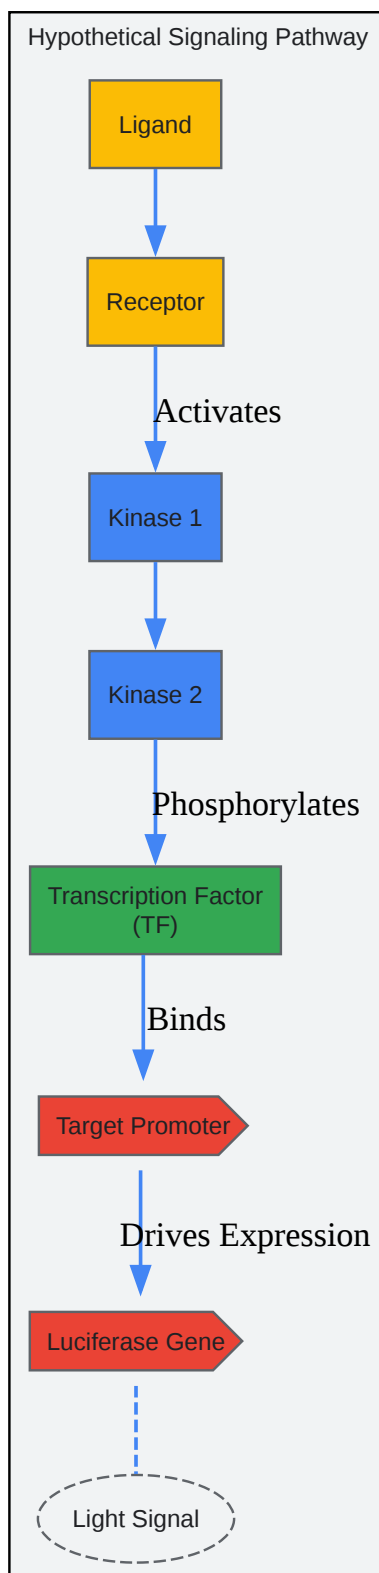 Hypothetical Signaling Pathway
Ligand
Receptor
Activates
Kinase 1
Kinase 2
Phosphorylates
Transcription Factor
(TF)
Binds
Target Promoter
Drives Expression
Luciferase Gene
Light Signal